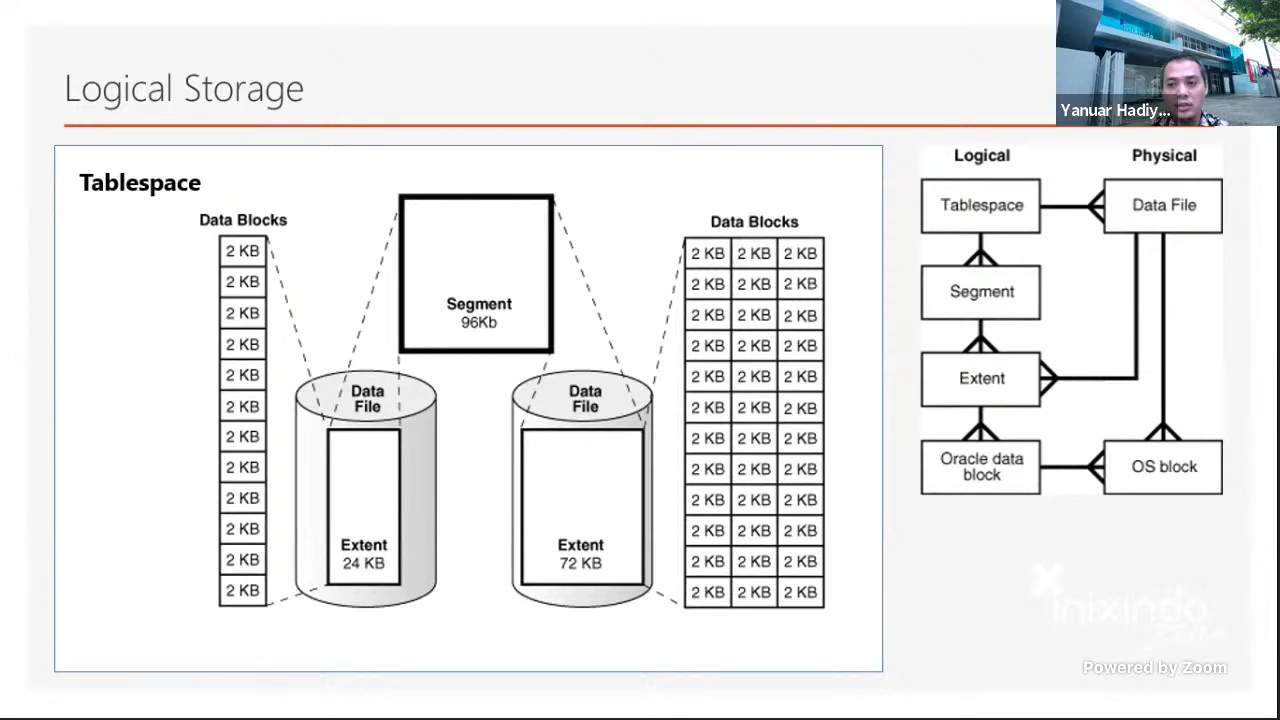 Logical Storage
Yanuar Hadiy...
Tablespace
Data Blocks
2 KB
2 KB
2 KB
2 KB
2 KB
2 KB
2 KB
2 KB
2 KB
2 KB
2 KB
2 KB
Segment
96Kb
Data
File
Extent
24 KB
Data
File
Extent
72 KB
Data Blocks
2 KB 2 KB 2 KB
2 KB 2 KB 2 KB
2 KB 2 KB 2 KB
2 KB 2 KB 2 KB
2 KB 2 KB 2 KB
2 KB 2 KB 2 KB
2 KB 2 KB 2 KB
2 KB 2 KB 2 KB
2 KB 2 KB 2 KB
2 KB 2 KB 2 KB
2 KB 2 KB 2 KB
2 KB 2 KB 2 KB
Logical
Physical
Tablespace
Data File
Segment
Extent
Oracle data
block
OS block
inixindo
Powered by Zoom